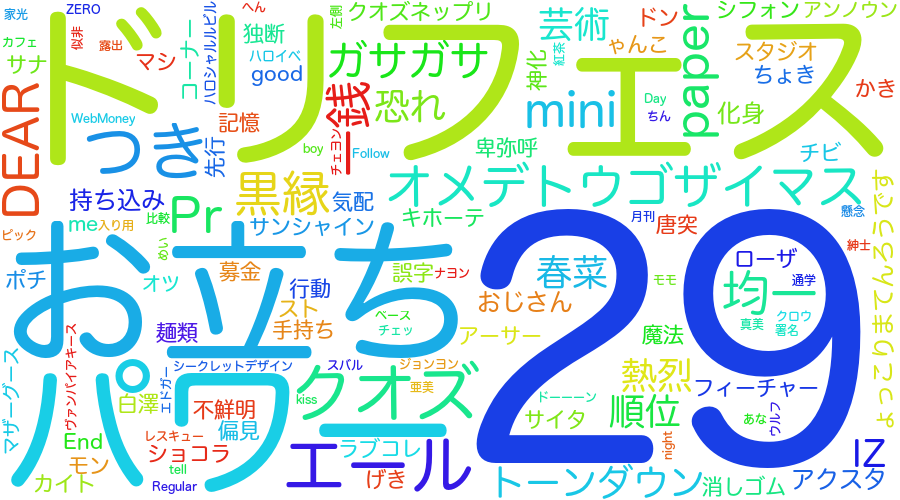 家光
ZERO
へん
左側
クオズネップリ
芸術
ドン
シフォン
アンノウン
カフェ
似非
露出
マシ
コーナー
ハロシャルルビル
独断
ハロイベ
ガサガサ
神化
紅茶
ゃんこ
paper
スタジオ
ちょき
サナ
ドリフェス
good
銭
恐れ
mini
Day
ちん
化身
かき
DEAR
WebMoney
つき
先行
記憶
boy
チェヨン
Follow
卑弥呼
チビ
持ち込み
Pr
黒縁
気配
オメデトウゴザイマス
ょっこりまてんろうです
me
入り用
比較
サンシャイン
キホーテ
月刊
唐突
懸念
ピック
めい
お立ち
29
ローザ
紳士
ポチ
オツ
募金
行動
誤字
ナヨン
春菜
モモ
均一
通学
スト
手持ち
おじさん
ベース
チェッ
クロウ
署名
真美
麺類
アーサー
魔法
マザーグース
ヴァンパイアキース
シークレットデザイン
スバル
ジョンヨン
亜美
熱烈
フィーチャー
パワ
エドガー
クオズ
kiss
ドーーーン
白澤
不鮮明
順位
あな
ウルフ
サイタ
偏見
End
レスキュー
ショコラ
エール
ラブコレ
night
IZ
モン
tell
げき
カイト
Regular
トーンダウン
消しゴム
アクスタ